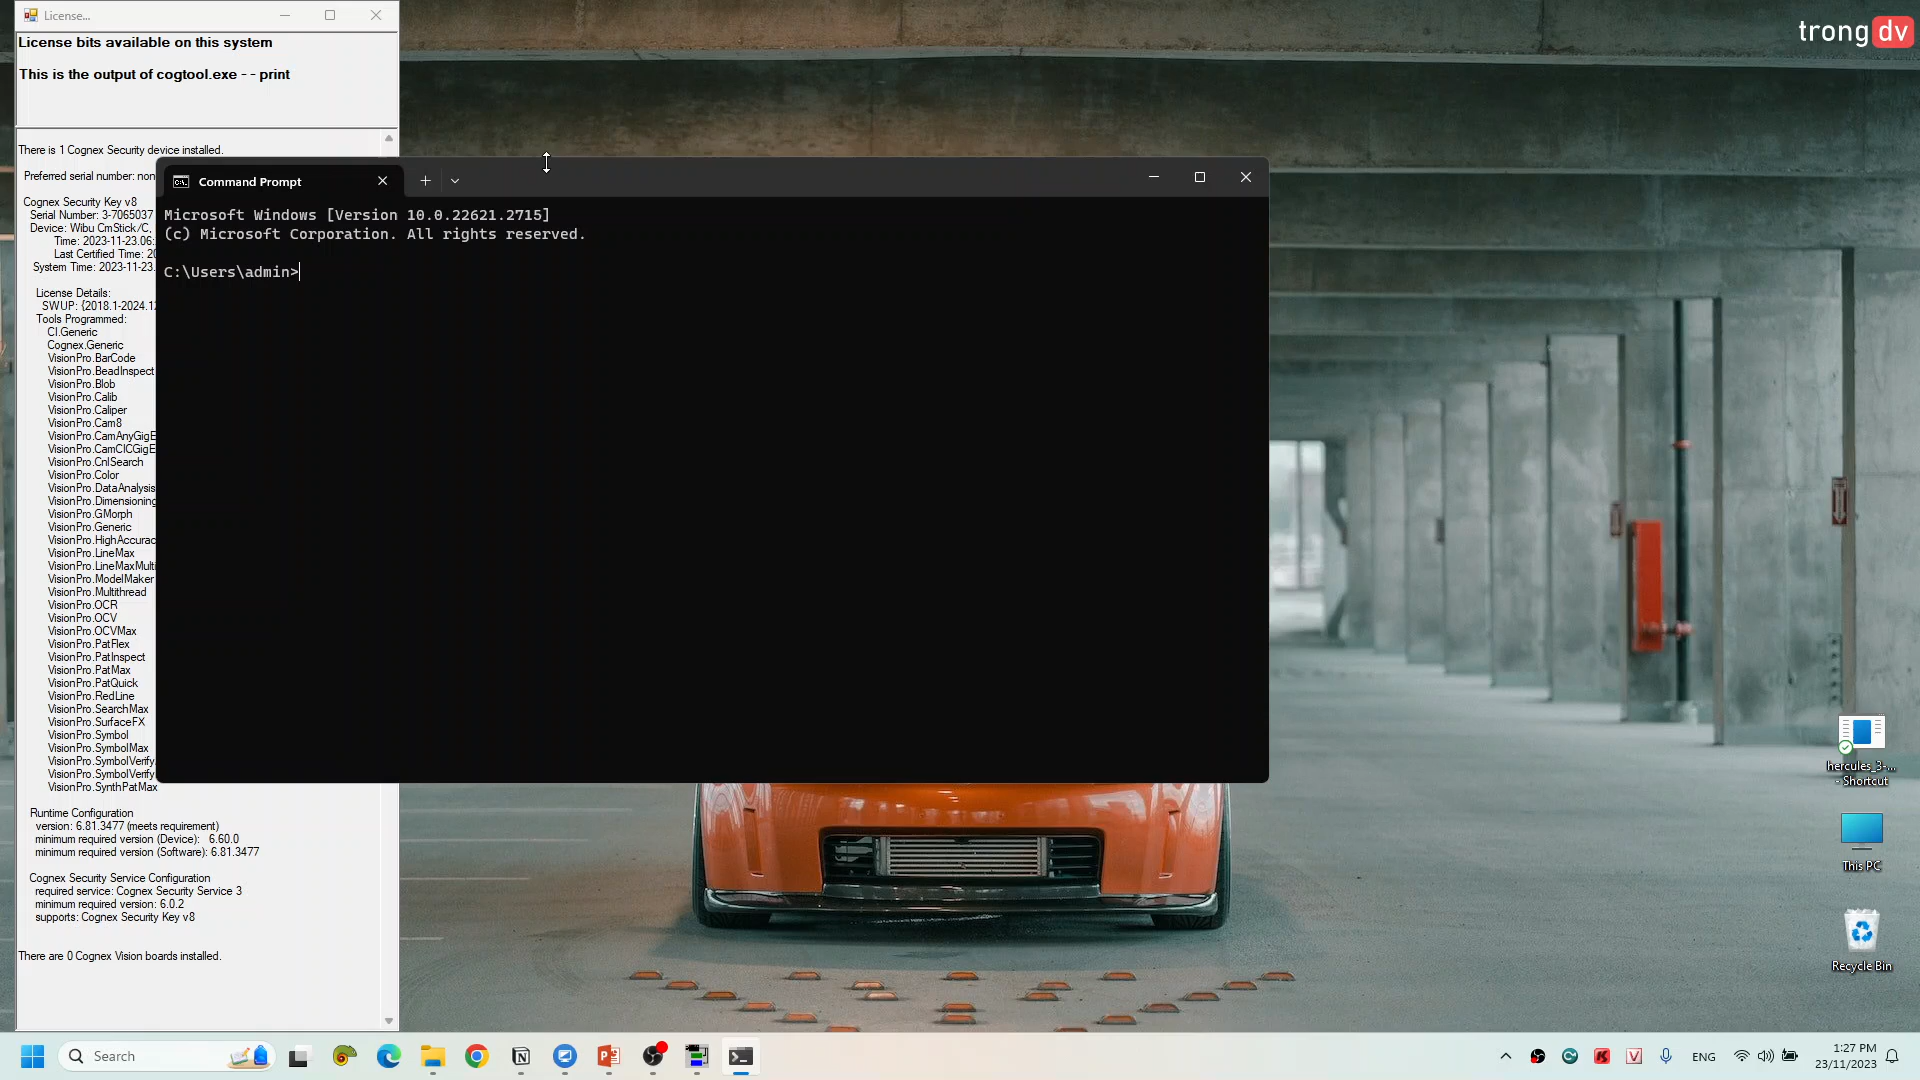 License...
License bits available on this system
This is the output of cogtool.exe - - print
There is 1 Cognex Security device installed.
Preferred serial number: non
Cognex Security Key v8
Serial Number: 3-7065037
Device: Wibu CmStick/C,
Time: 2023-11-23.06:
Last Certified Time: 20
System Time: 2023-11-23.
License Details:
SWUP: {2018.1-2024.12
Tools Programmed:
CI.Generic
Cognex.Generic
VisionPro.BarCode
VisionPro.BeadInspect
VisionPro.Blob
VisionPro.Calib
VisionPro.Caliper
VisionPro.Cam8
VisionPro.CamAnyGigE
VisionPro.CamCICGigE
VisionPro.CnlSearch
VisionPro.Color
VisionPro.DataAnalysis
VisionPro.Dimensioning
VisionPro.GMorph
VisionPro.Generic
VisionPro.HighAccurac
VisionPro.LineMax
VisionPro.LineMaxMulti
VisionPro.ModelMaker
VisionPro.Multithread
VisionPro.OCR
VisionPro.OCV
VisionPro.OCVMax
VisionPro.PatFlex
VisionPro.PatInspect
VisionPro.PatMax
VisionPro.PatQuick
VisionPro.RedLine
VisionPro.SearchMax
VisionPro.SurfaceFX
VisionPro.Symbol
VisionPro.SymbolMax
VisionPro.SymbolVerify
VisionPro.SymbolVerify
VisionPro.SynthPatMax
Runtime Configuration
version: 6.81.3477 (meets requirement)
minimum required version (Device): 6.60.0
minimum required version (Software): 6.81.3477
Cognex Security Service Configuration
required service: Cognex Security Service 3
minimum required version: 6.0.2
supports: Cognex Security Key v8
There are 0 Cognex Vision boards installed.
Command Prompt
Microsoft Windows [Version 10.0.22621.2715]
(c) Microsoft Corporation. All rights reserved.
C:\Users\admin>
trong dv
hercules_3-...
- Shortcut
This PC
Recycle Bin
Search
ENG
1:27 PM
23/11/2023